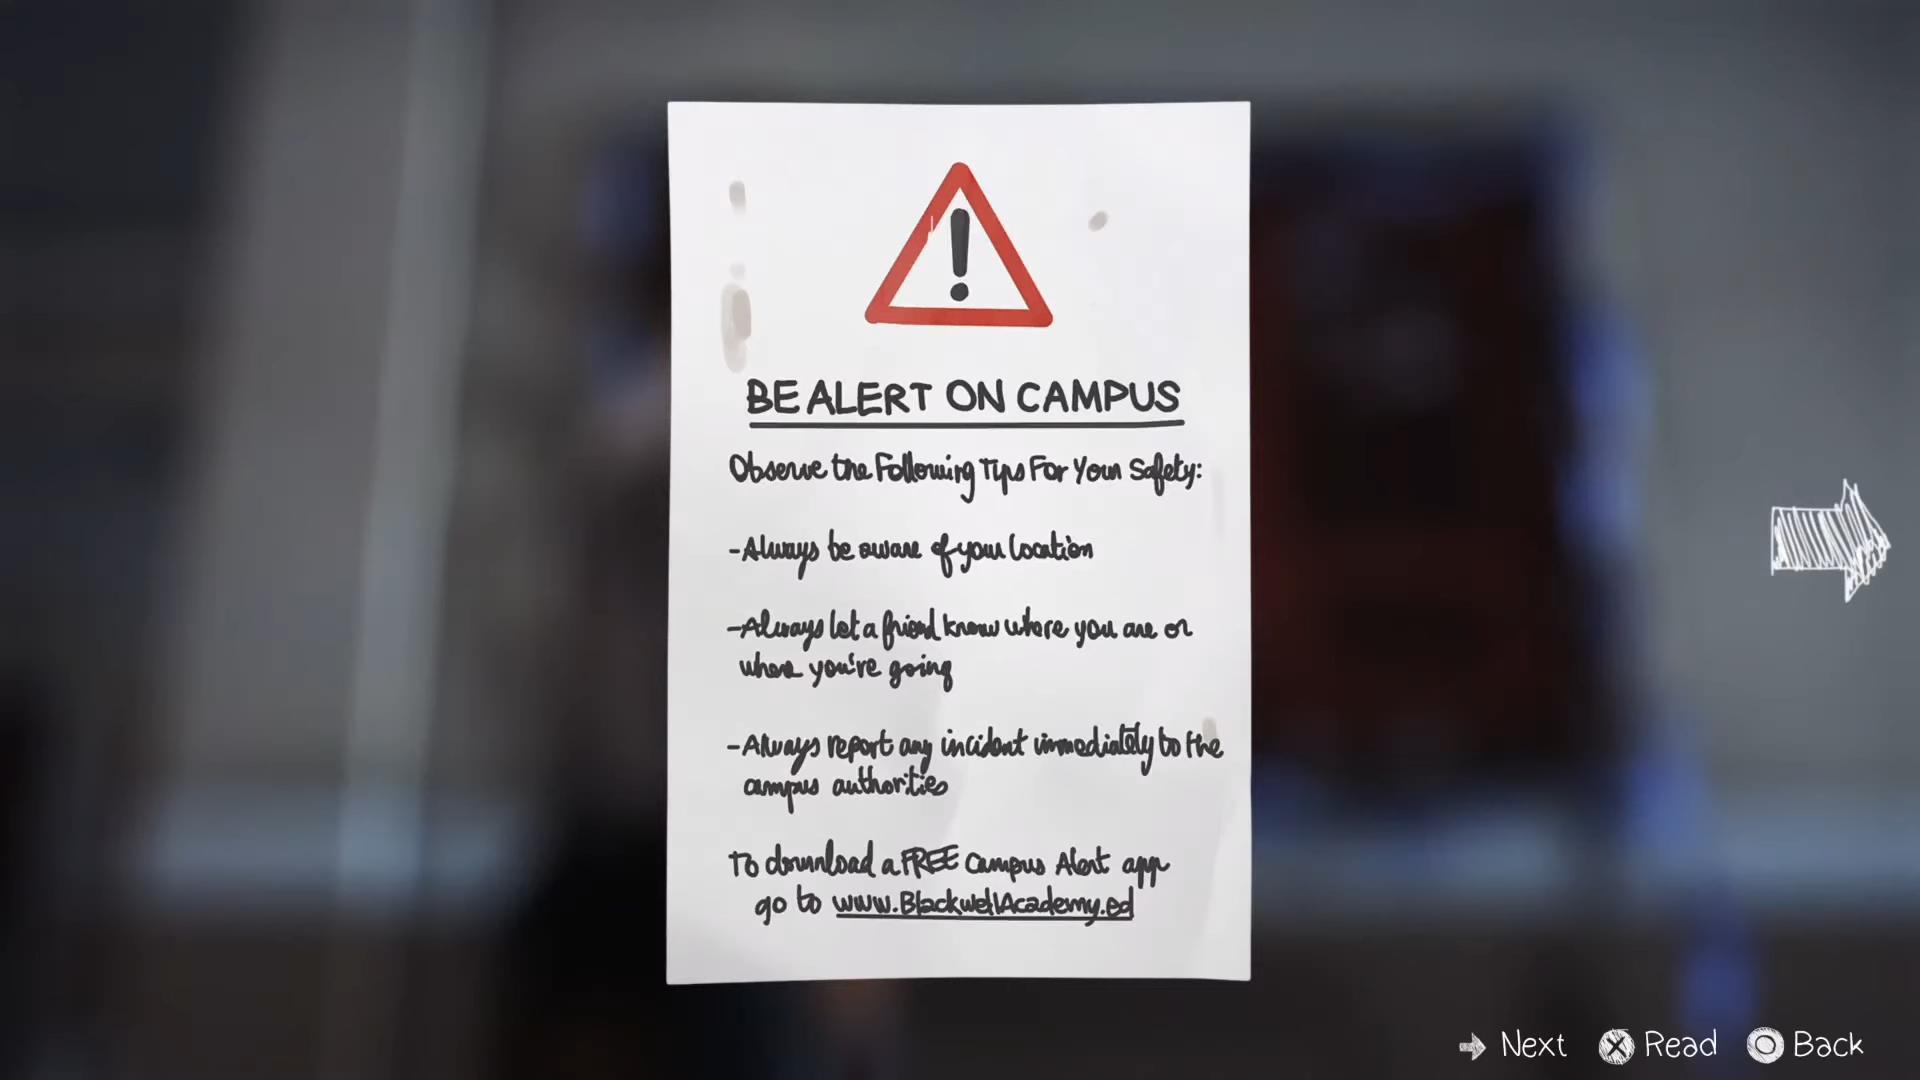 !
BE ALERT ON CAMPUS
Observe the Following Tips For Your Safety:
-Always be aware of your location
-Always let a friend know where you are or
where you're going
-Always report any incident immediately to the
campus authorities
To download a FREE Campus Alert app
go to www.BlackwellAcademy.ed
Next Read Back